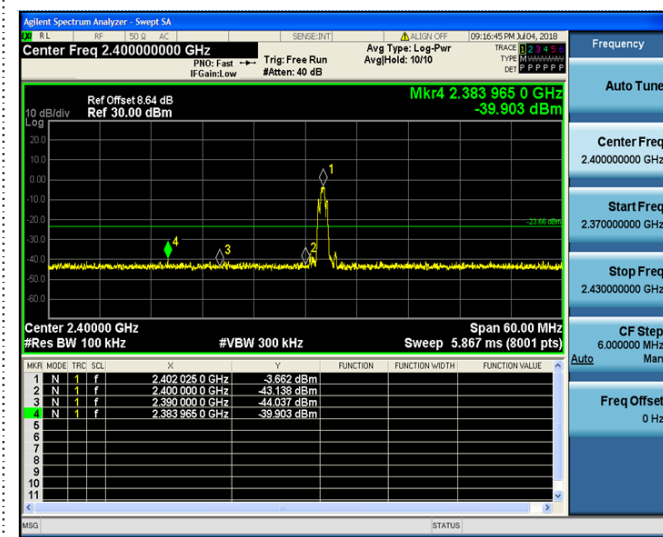 Agilent Spectrum Analyzer - Swept SA
RL RF 50 Ω AC SENSE:INT ALIGN OFF 09:16:45 PM Jul 04, 2018
Center Freq 2.400000000 GHz
PNO: Fast
IFGain:Low
Trig: Free Run
#Atten: 40 dB
Avg Type: Log-Pwr
Avg|Hold: 10/10
TRACE 1 2 3 4 5 6
TYPE M
DET P P P P P P
Ref Offset 8.64 dB
Ref 30.00 dBm
10 dB/div
Log
Mkr4 2.383 965 0 GHz
-39.903 dBm
20.0
10.0
0.00
-10.0
-20.0
-30.0
-40.0
-50.0
-60.0
1
-23.66 dBm
4
3
2
Center 2.40000 GHz Span 60.00 MHz
#Res BW 100 kHz #VBW 300 kHz Sweep 5.867 ms (8001 pts)
MKR MODE TRC SCL X Y FUNCTION FUNCTION WIDTH FUNCTION VALUE
1 N 1 f 2.402 025 0 GHz -3.662 dBm
2 N 1 f 2.400 000 0 GHz -43.138 dBm
3 N 1 f 2.390 000 0 GHz -44.037 dBm
4 N 1 f 2.383 965 0 GHz -39.903 dBm
5
6
7
8
9
10
11
MSG STATUS
Frequency
Auto Tune
Center Freq
2.400000000 GHz
Start Freq
2.370000000 GHz
Stop Freq
2.430000000 GHz
CF Step
6.000000 MHz
Auto Man
Freq Offset
0 Hz